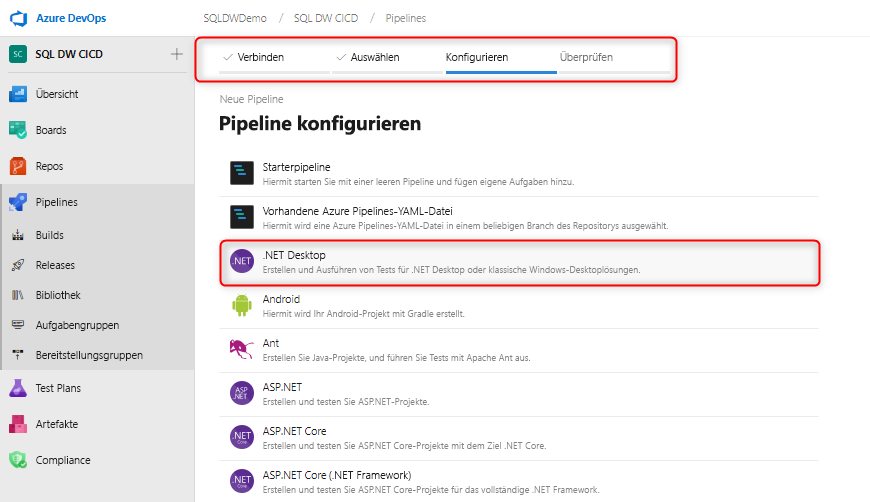 Azure DevOps
SQLDWDemo / SQL DW CICD / Pipelines
SC SQL DW CICD +
Übersicht
Boards
Repos
Pipelines
Builds
Releases
Bibliothek
Aufgabengruppen
Bereitstellungsgruppen
Test Plans
Artefakte
Compliance
Verbinden Auswählen Konfigurieren Überprüfen
Neue Pipeline
Pipeline konfigurieren
Starterpipeline
Hiermit starten Sie mit einer leeren Pipeline und fügen eigene Aufgaben hinzu.
Vorhandene Azure Pipelines-YAML-Datei
Hiermit wird eine Azure Pipelines-YAML-Datei in einem beliebigen Branch des Repositorys ausgewählt.
.NET .NET Desktop
Erstellen und Ausführen von Tests für .NET Desktop oder klassische Windows-Desktoplösungen.
Android
Hiermit wird Ihr Android-Projekt mit Gradle erstellt.
Ant
Erstellen Sie Java-Projekte, und führen Sie Tests mit Apache Ant aus.
ASP .NET ASP.NET
Erstellen und testen Sie ASP.NET-Projekte.
.NET Core ASP.NET Core
Erstellen und testen Sie ASP.NET Core-Projekte mit dem Ziel .NET Core.
.NET Core ASP.NET Core (.NET Framework)
Erstellen und testen Sie ASP.NET Core-Projekte für das vollständige .NET Framework.